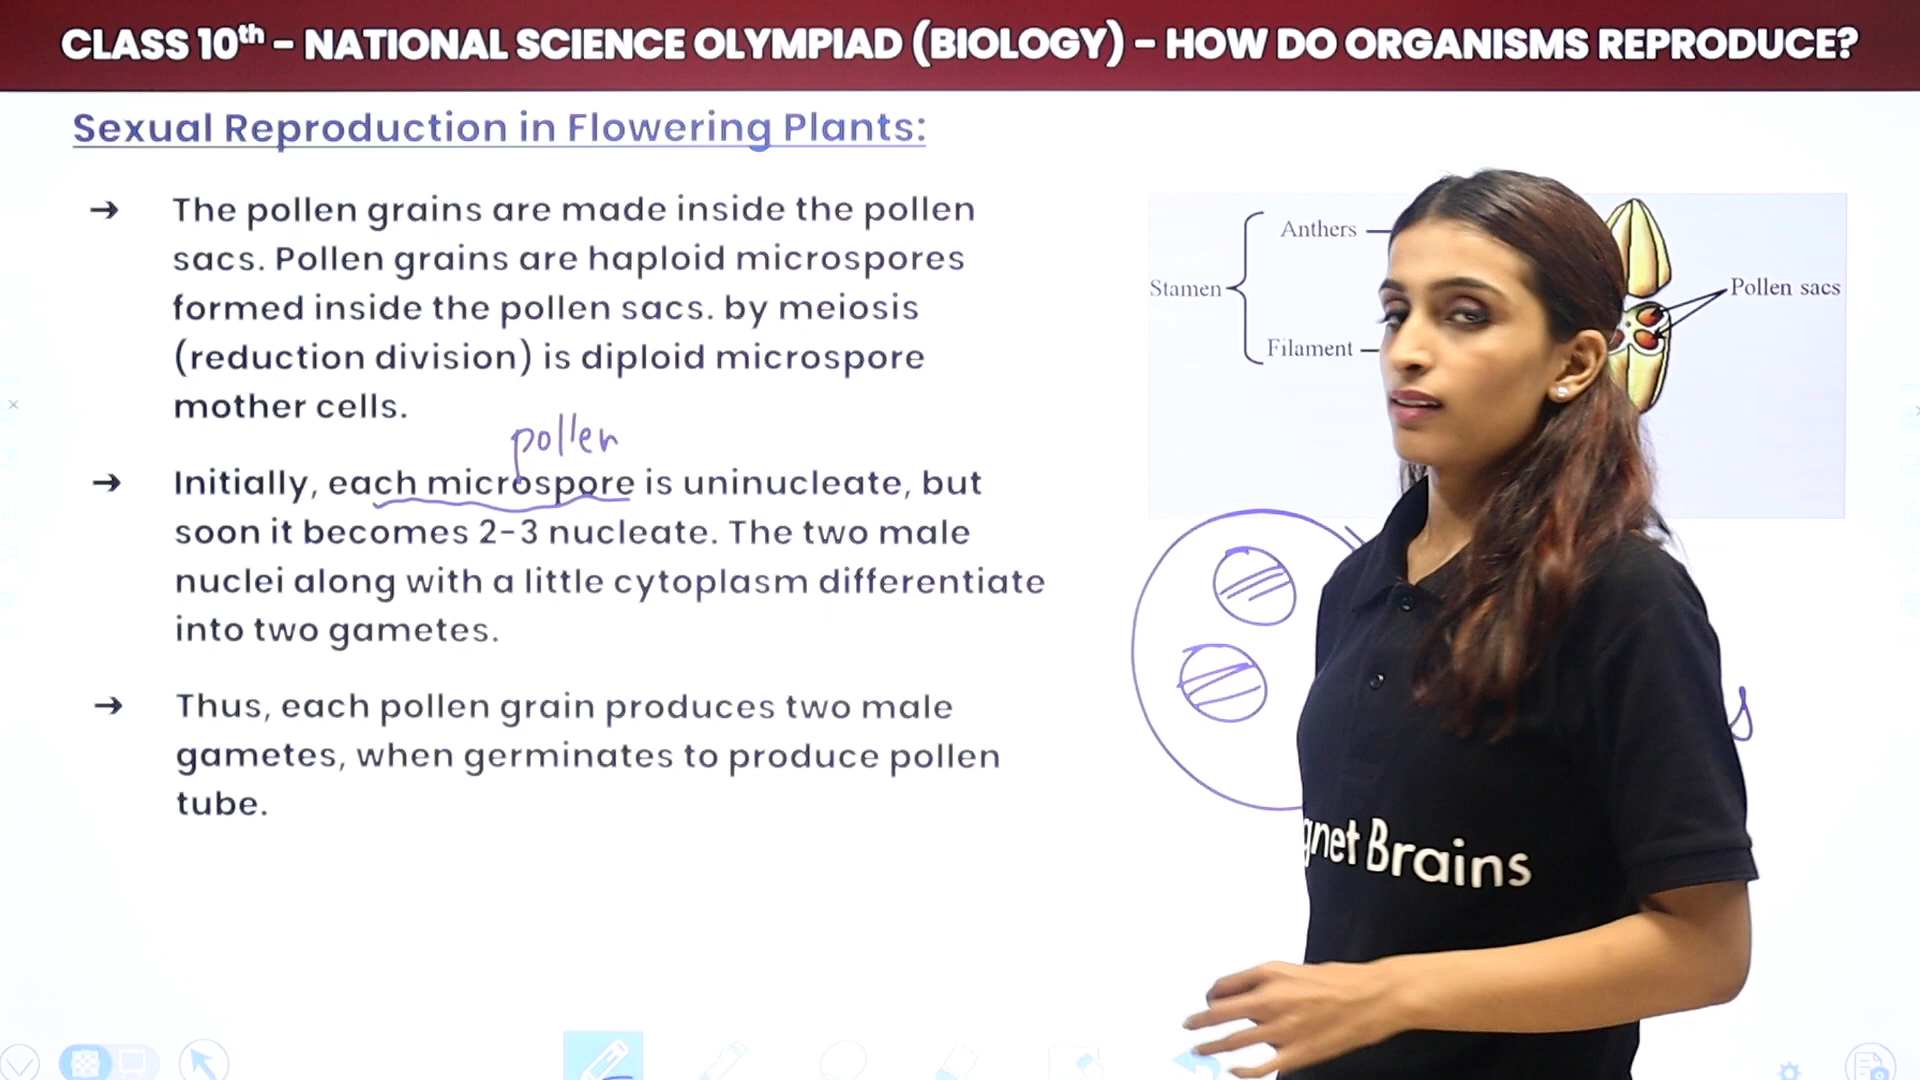 CLASS 10th – NATIONAL SCIENCE OLYMPIAD (BIOLOGY) – HOW DO ORGANISMS REPRODUCE?
Sexual Reproduction in Flowering Plants:
→ The pollen grains are made inside the pollen
sacs. Pollen grains are haploid microspores
formed inside the pollen sacs. by meiosis
(reduction division) is diploid microspore
mother cells.
pollen
→ Initially, each microspore is uninucleate, but
soon it becomes 2-3 nucleate. The two male
nuclei along with a little cytoplasm differentiate
into two gametes.
→ Thus, each pollen grain produces two male
gametes, when germinates to produce pollen
tube.
Anthers
Stamen
Pollen sacs
Filament
s
gnet Brains